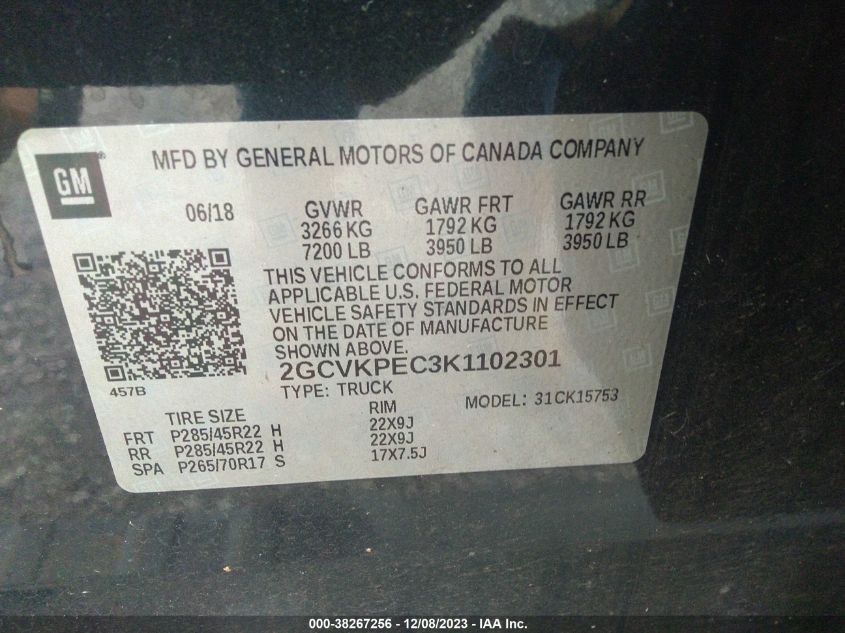 GM
MFD BY GENERAL MOTORS OF CANADA COMPANY
06/18 GVWR GAWR FRT GAWR RR
3266 KG 1792 KG 1792 KG
7200 LB 3950 LB 3950 LB
THIS VEHICLE CONFORMS TO ALL
APPLICABLE U.S. FEDERAL MOTOR
VEHICLE SAFETY STANDARDS IN EFFECT
ON THE DATE OF MANUFACTURE
SHOWN ABOVE.
2GCVKPEC3K1102301
457B
TYPE: TRUCK MODEL: 31CK15753
TIRE SIZE RIM
FRT P285/45R22 H 22X9J
RR P285/45R22 H 22X9J
SPA P265/70R17 S 17X7.5J
000-38267256 - 12/08/2023 - IAA Inc.